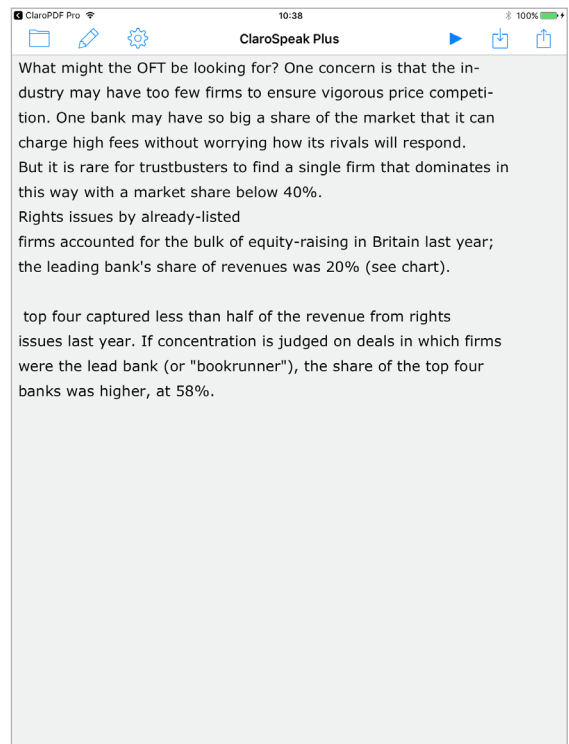 ClaroPDF Pro 10:38 100%
ClaroSpeak Plus
What might the OFT be looking for? One concern is that the in-
dustry may have too few firms to ensure vigorous price competi-
tion. One bank may have so big a share of the market that it can
charge high fees without worrying how its rivals will respond.
But it is rare for trustbusters to find a single firm that dominates in
this way with a market share below 40%.
Rights issues by already-listed
firms accounted for the bulk of equity-raising in Britain last year;
the leading bank's share of revenues was 20% (see chart).
top four captured less than half of the revenue from rights
issues last year. If concentration is judged on deals in which firms
were the lead bank (or "bookrunner"), the share of the top four
banks was higher, at 58%.